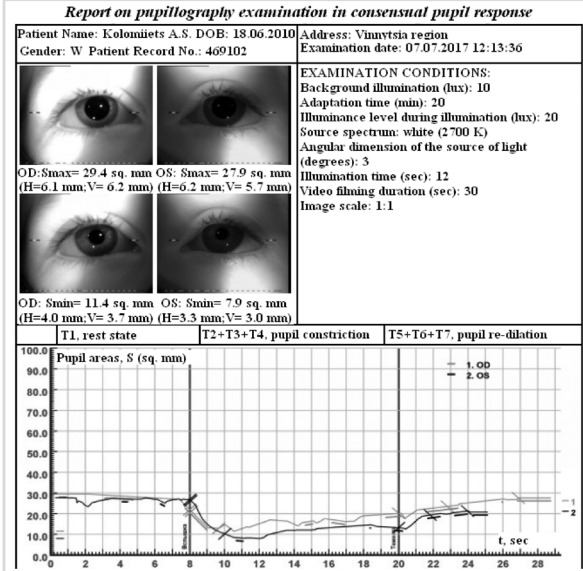 Report on pupillography examination in consensual pupil response
Patient Name: Kolomiiets A.S. DOB: 18.06.2010
Gender: W Patient Record No.: 469102
Address: Vinnytsia region
Examination date: 07.07.2017 12:13:36
EXAMINATION CONDITIONS:
Background illumination (lux): 10
Adaptation time (min): 20
Illuminance level during illumination (lux): 20
Source spectrum: white (2700 K)
Angular dimension of the source of light
(degrees): 3
Illumination time (sec): 12
Video filming duration (sec): 30
Image scale: 1:1
OD:Smax= 29.4 sq. mm OS: Smax= 27.9 sq. mm
(H=6.1 mm;V= 6.2 mm) (H=6.2 mm;V= 5.7 mm)
OD: Smin= 11.4 sq. mm OS: Smin= 7.9 sq. mm
(H=4.0 mm;V= 3.7 mm) (H=3.3 mm;V= 3.0 mm)
T1, rest state
T2+T3+T4, pupil constriction
T5+T6+T7, pupil re-dilation
Pupil areas, S (sq. mm)
1. OD
2. OS
100.0
90.0
80.0
70.0
60.0
50.0
40.0
30.0
20.0
10.0
0.0
1
2
t, sec
0 2 4 6 8 10 12 14 16 18 20 22 24 26 28